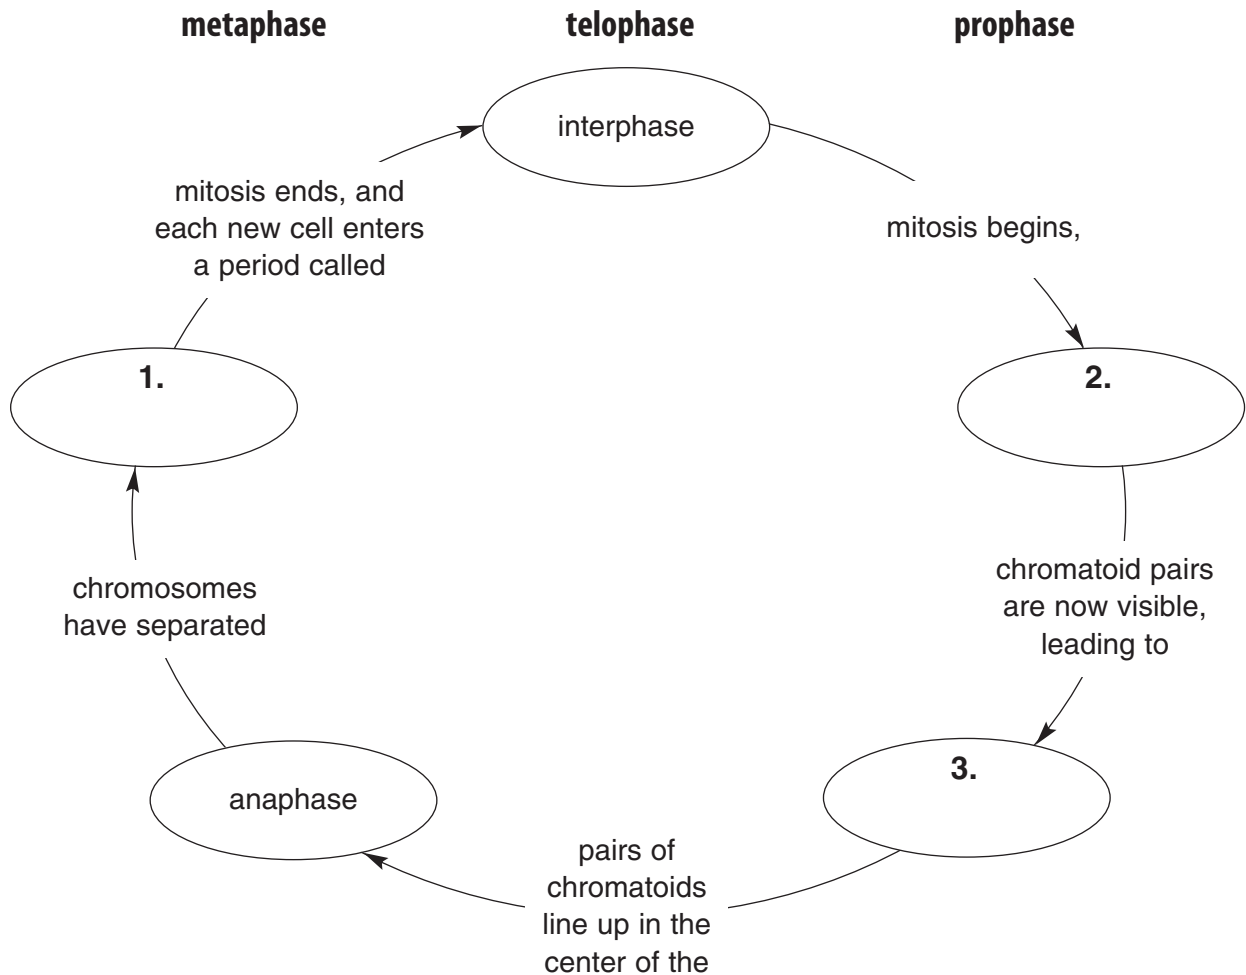 metaphase telophase prophase
interphase
mitosis ends, and
each new cell enters
a period called
mitosis begins,
1.
2.
chromosomes
have separated
chromatoid pairs
are now visible,
leading to
anaphase
3.
pairs of
chromatoids
line up in the
center of the